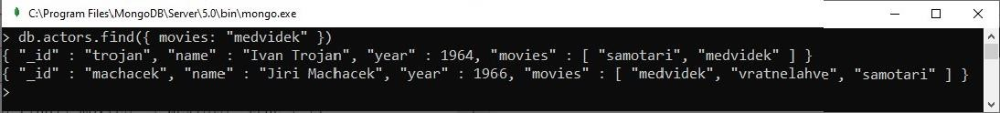 C:\Program Files\MongoDB\Server\5.0\bin\mongo.exe
> db.actors.find({ movies: "medvidek" })
{ "_id" : "trojan", "name" : "Ivan Trojan", "year" : 1964, "movies" : [ "samotari", "medvidek" ] }
{ "_id" : "machacek", "name" : "Jiri Machacek", "year" : 1966, "movies" : [ "medvidek", "vratnelahve", "samotari" ] }
>